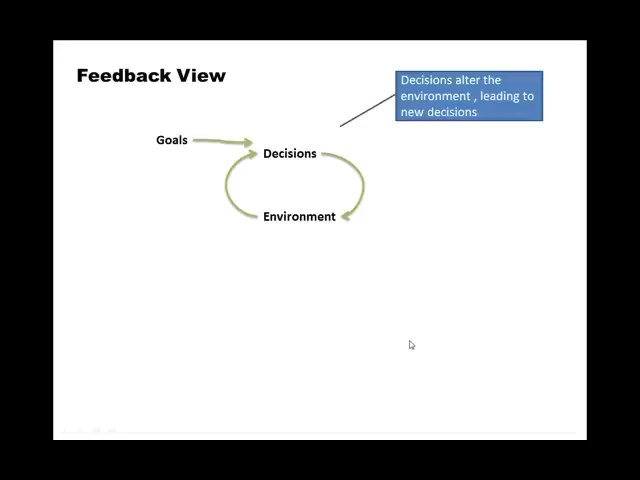 Feedback View
Decisions alter the
environment , leading to
new decisions
Goals
Decisions
Environment